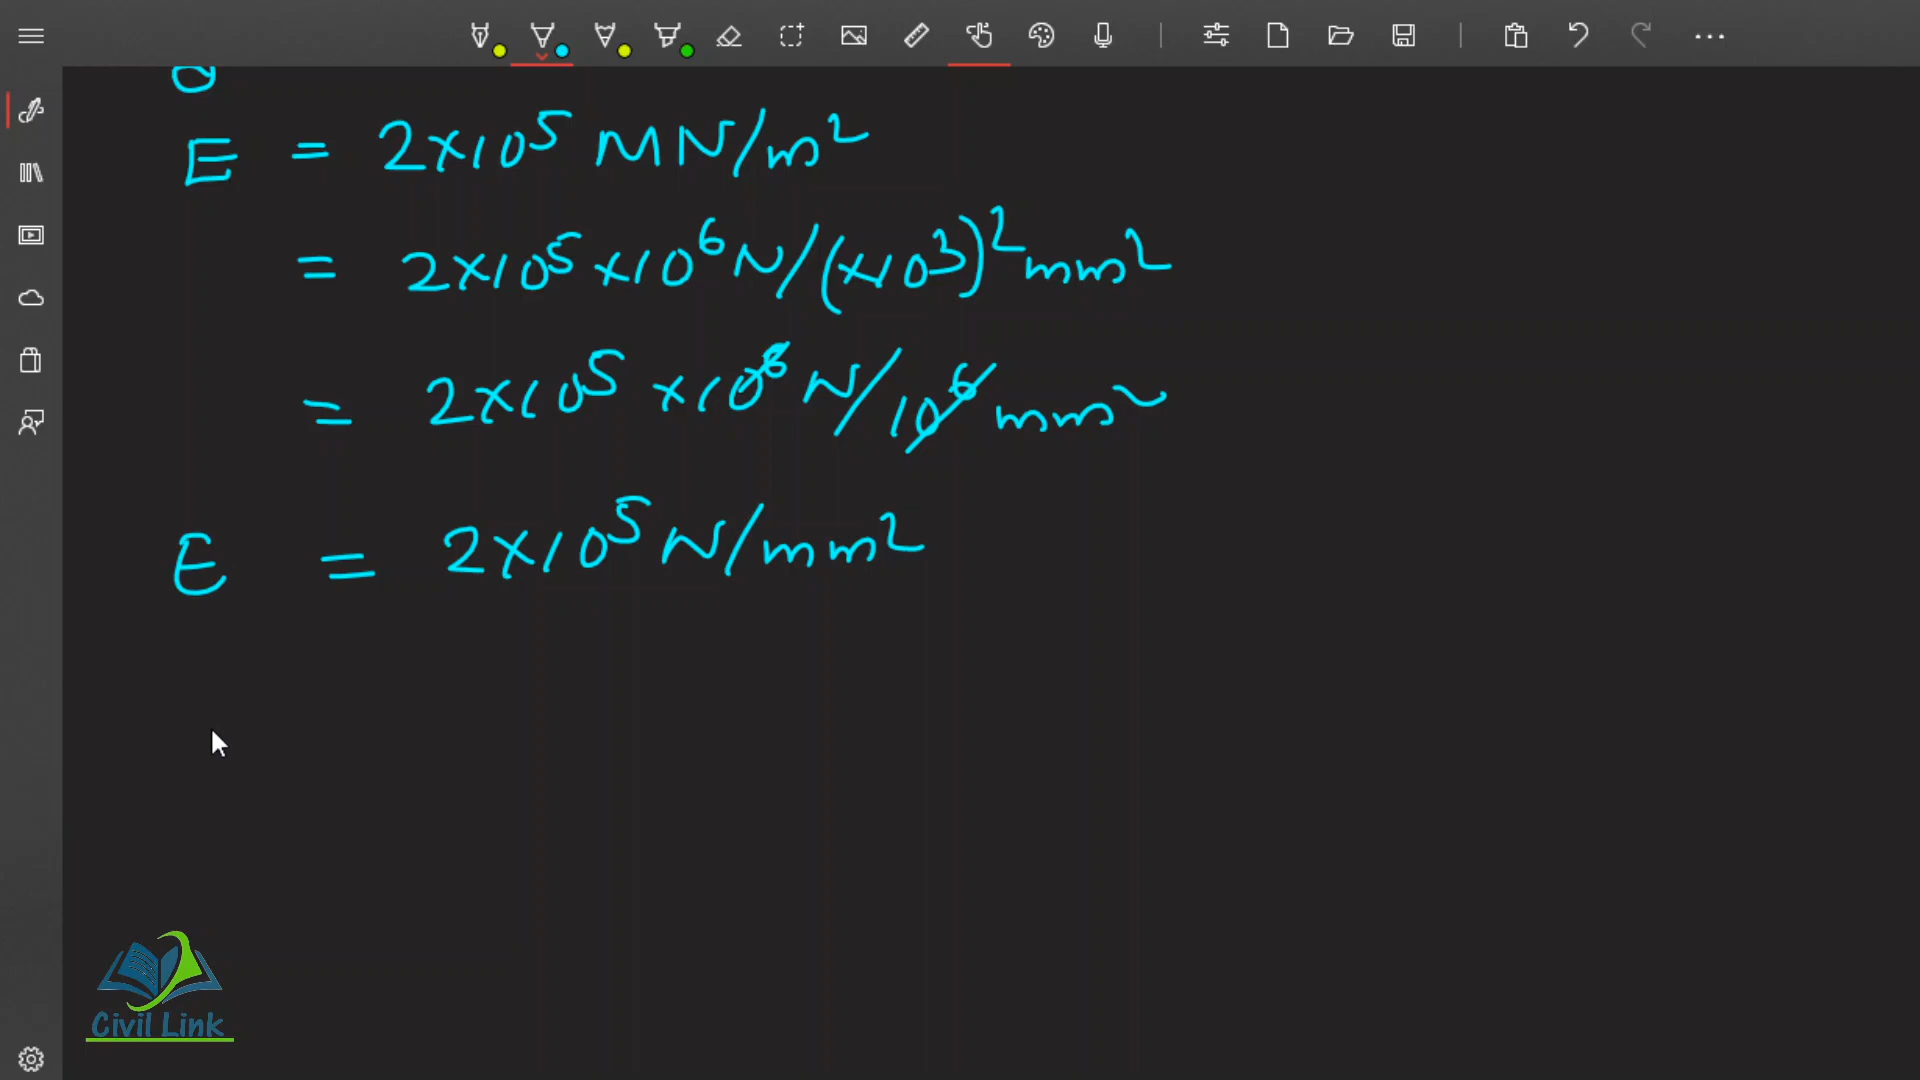 E = 2×10⁵ MN/m²
= 2×10⁵×10⁶ N/(×10³)² mm²
= 2×10⁵ ×10⁶ N/10⁶ mm²
E = 2×10⁵ N/mm²
Civil Link